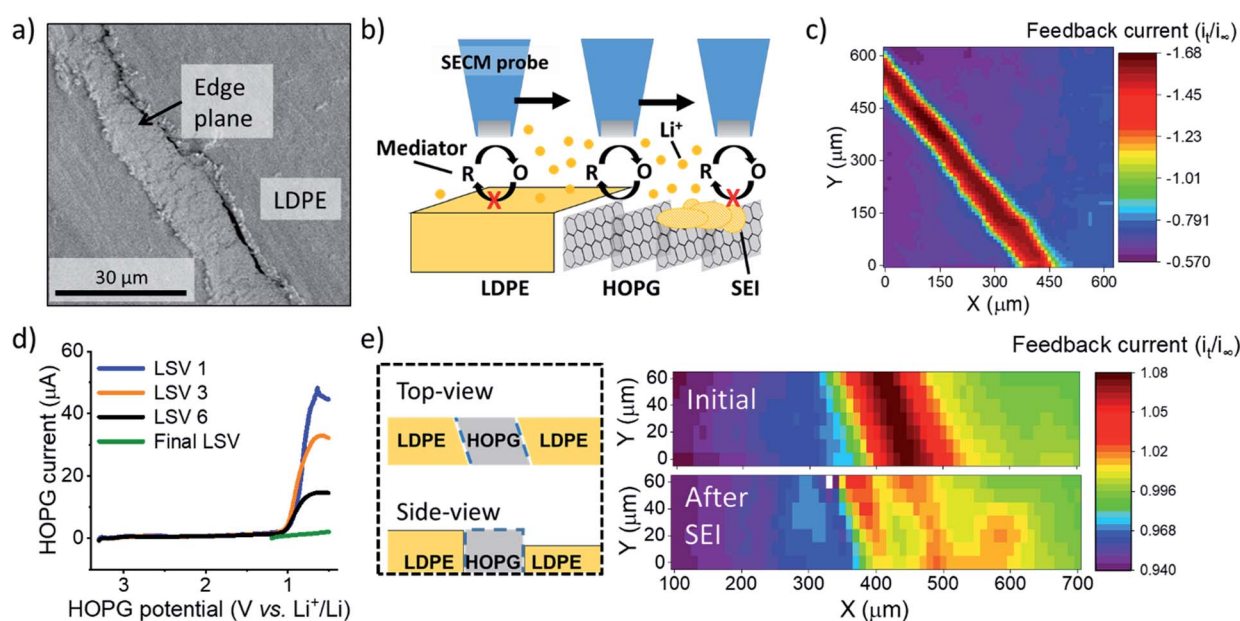 a)
Edge
plane
LDPE
30 μm
b)
SECM probe
Li⁺
Mediator
R O R O R O
X X
LDPE HOPG SEI
c)
Feedback current (iₜ/i∞)
Y (μm)
600
450
300
150
0
0 150 300 450 600
X (μm)
-1.68
-1.45
-1.23
-1.01
-0.791
-0.570
d)
HOPG current (μA)
60
40
20
0
LSV 1
LSV 3
LSV 6
Final LSV
3 2 1
HOPG potential (V vs. Li⁺/Li)
e)
Top-view
LDPE HOPG LDPE
Side-view
LDPE HOPG LDPE
Feedback current (iₜ/i∞)
Y (μm)
60
40
20
0
Initial
Y (μm)
60
40
20
0
After
SEI
100 200 300 400 500 600 700
X (μm)
1.08
1.05
1.02
0.996
0.968
0.940